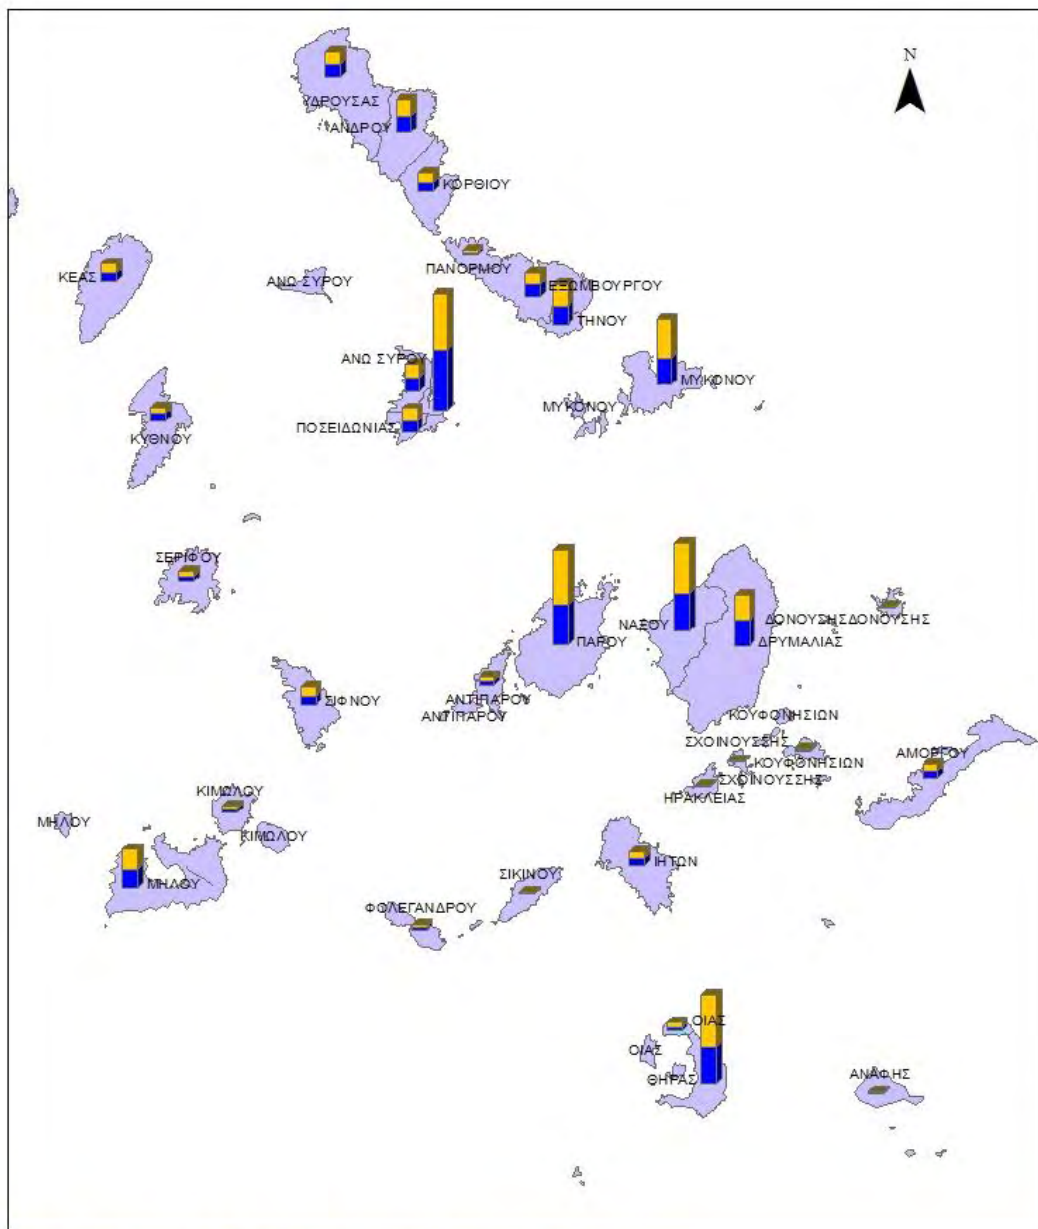 N
ΥΔΡΟΥΣΑΣ
ΑΝΔΡΟΥ
ΚΟΡΘΙΟΥ
ΠΑΝΟΡΜΟΥ
ΚΕΑΣ
ΑΝΩ ΣΥΡΟΥ
ΕΞΩΜΒΟΥΡΓΟΥ
ΤΗΝΟΥ
ΑΝΩ ΣΥΡΟΥ
ΜΥΚΟΝΟΥ
ΜΥΚΟΝΟΥ
ΠΟΣΕΙΔΩΝΙΑΣ
ΚΥΘΝΟΥ
ΣΕΡΙΦΟΥ
ΝΑΞΟΥ
ΔΟΝΟΥΣΗΣ
ΔΟΝΟΥΣΗΣ
ΠΑΡΟΥ
ΔΡΥΜΑΛΙΑΣ
ΣΙΦΝΟΥ
ΑΝΤΙΠΑΡΟΥ
ΑΝΤΙΠΑΡΟΥ
ΚΟΥΦΟΝΗΣΙΩΝ
ΣΧΟΙΝΟΥΣΣΗΣ
ΑΜΟΡΓΟΥ
ΚΟΥΦΟΝΗΣΙΩΝ
ΣΧΟΙΝΟΥΣΣΗΣ
ΗΡΑΚΛΕΙΑΣ
ΚΙΜΩΛΟΥ
ΜΗΛΟΥ
ΚΙΜΩΛΟΥ
ΙΗΤΩΝ
ΣΙΚΙΝΟΥ
ΜΗΛΟΥ
ΦΟΛΕΓΑΝΔΡΟΥ
ΟΙΑΣ
ΟΙΑΣ
ΘΗΡΑΣ
ΑΝΑΦΗΣ